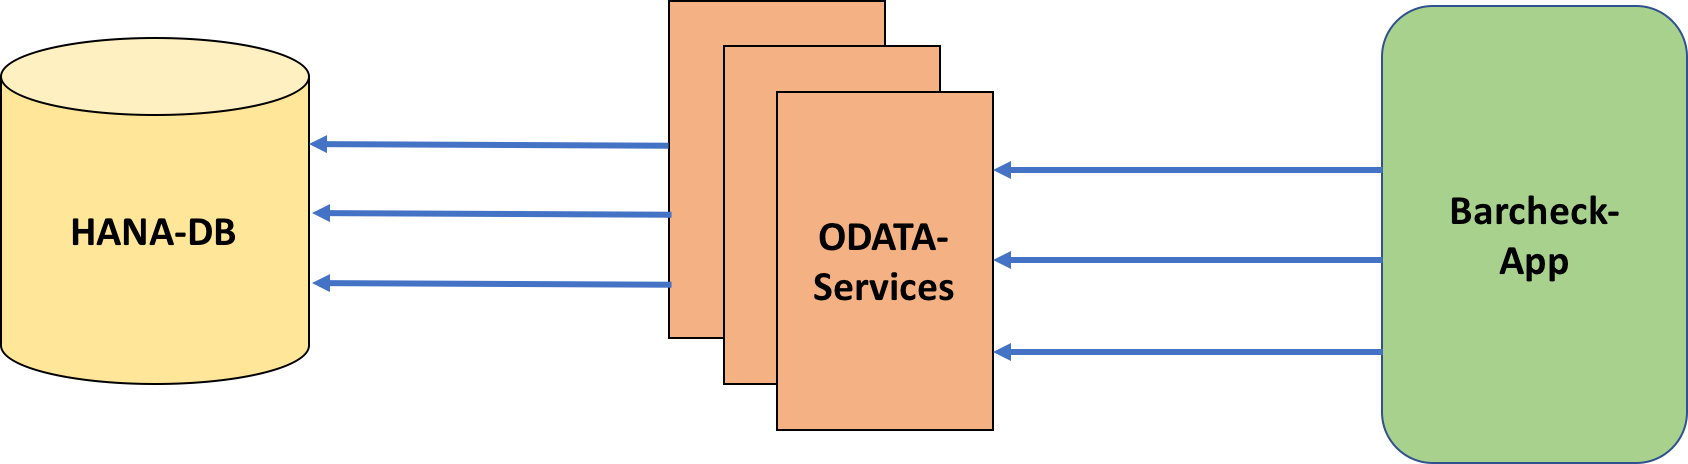 HANA-DB
ODATA-
Services
Barcheck-
App